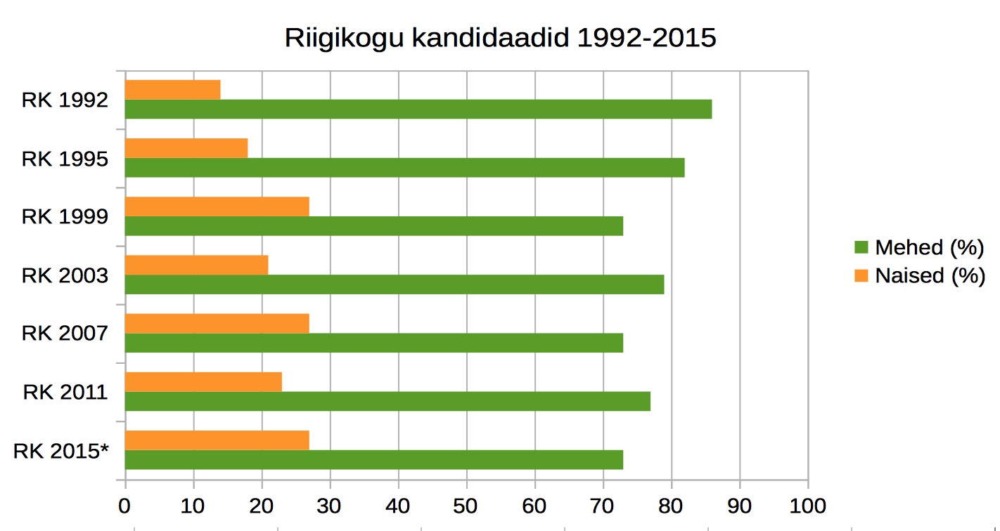 Riigikogu kandidaadid 1992-2015
RK 1992
RK 1995
RK 1999
RK 2003
RK 2007
RK 2011
RK 2015*
Mehed (%)
Naised (%)
0 10 20 30 40 50 60 70 80 90 100